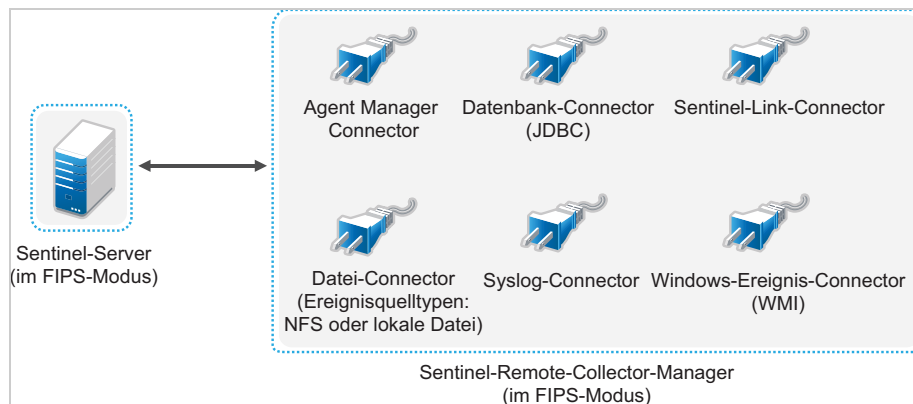 Agent Manager
Connector
Datenbank-Connector
(JDBC)
Sentinel-Link-Connector
Sentinel-Server
(im FIPS-Modus)
Datei-Connector
(Ereignisquelltypen:
NFS oder lokale Datei)
Syslog-Connector
Windows-Ereignis-Connector
(WMI)
Sentinel-Remote-Collector-Manager
(im FIPS-Modus)